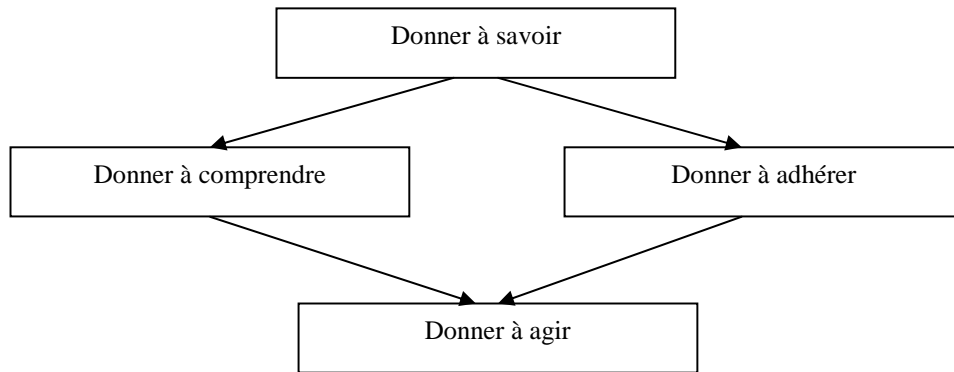 Donner à savoir
Donner à comprendre
Donner à adhérer
Donner à agir